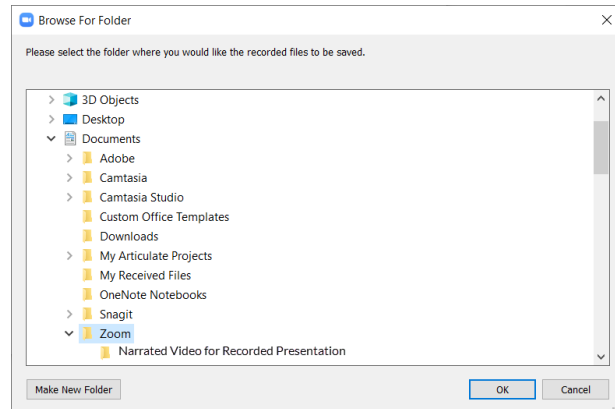 Browse For Folder
Please select the folder where you would like the recorded files to be saved.
3D Objects
Desktop
Documents
Adobe
Camtasia
Camtasia Studio
Custom Office Templates
Downloads
My Articulate Projects
My Received Files
OneNote Notebooks
Snagit
Zoom
Narrated Video for Recorded Presentation
Make New Folder OK Cancel